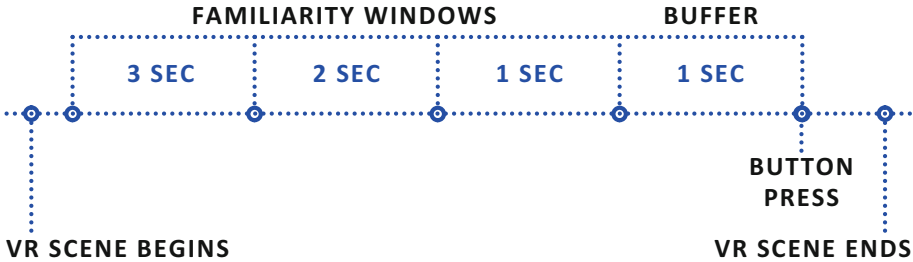 FAMILIARITY WINDOWS BUFFER
3 SEC 2 SEC 1 SEC 1 SEC
BUTTON
PRESS
VR SCENE BEGINS VR SCENE ENDS